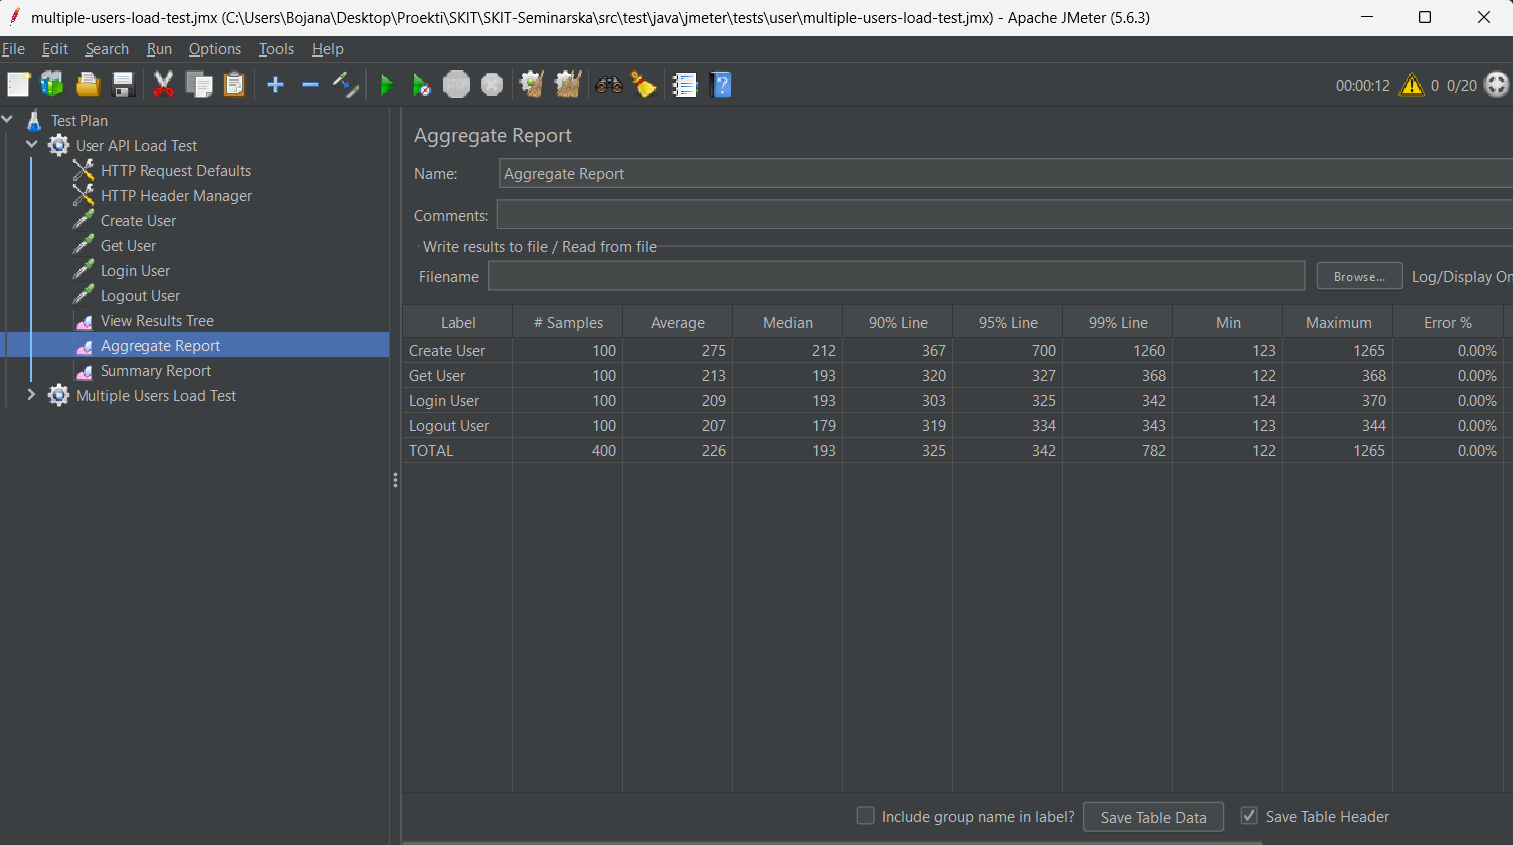 multiple-users-load-test.jmx (C:\Users\Bojana\Desktop\Proekti\SKIT\SKIT-Seminarska\src\test\java\jmeter\tests\user\multiple-users-load-test.jmx) - Apache JMeter (5.6.3)
File Edit Search Run Options Tools Help
STOP 00:00:12 0 0/20
Test Plan
User API Load Test
HTTP Request Defaults
HTTP Header Manager
Create User
Get User
Login User
Logout User
View Results Tree
Aggregate Report
Summary Report
Multiple Users Load Test
Aggregate Report
Name: Aggregate Report
Comments:
Write results to file / Read from file
Filename Browse... Log/Display On
Label # Samples Average Median 90% Line 95% Line 99% Line Min Maximum Error %
Create User 100 275 212 367 700 1260 123 1265 0.00%
Get User 100 213 193 320 327 368 122 368 0.00%
Login User 100 209 193 303 325 342 124 370 0.00%
Logout User 100 207 179 319 334 343 123 344 0.00%
TOTAL 400 226 193 325 342 782 122 1265 0.00%
Include group name in label? Save Table Data Save Table Header